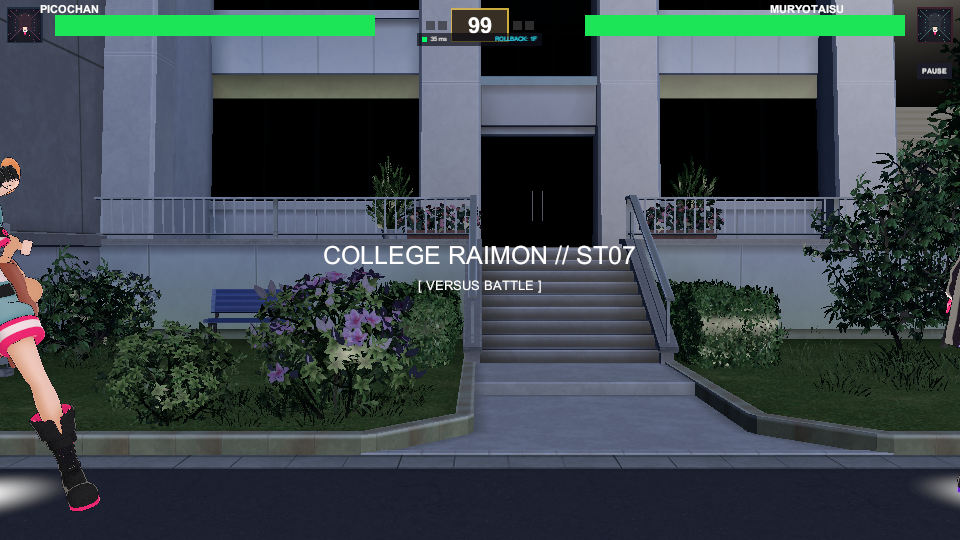 PICOCHAN
MURYOTAISU
99
35 ms
ROLLBACK: 1F
PAUSE
COLLEGE RAIMON // ST07
[ VERSUS BATTLE ]